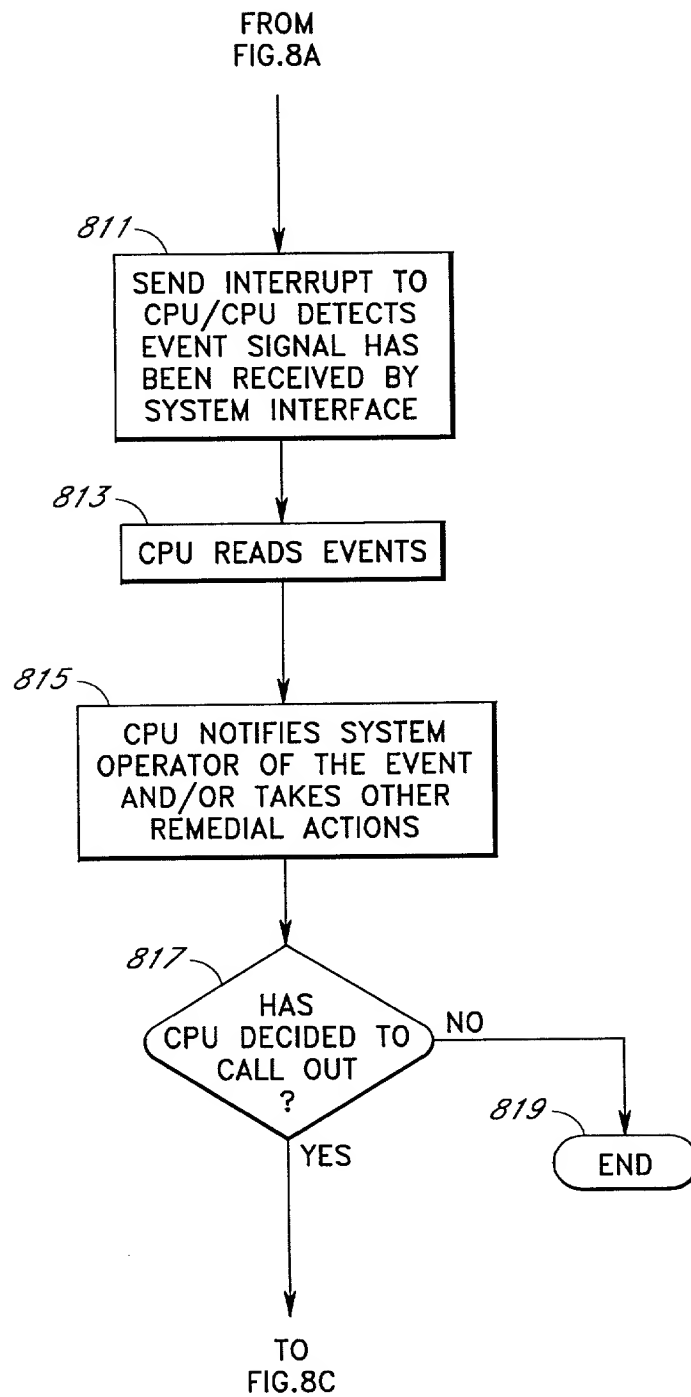 FROM
FIG.8A
811
SEND INTERRUPT TO
CPU/CPU DETECTS
EVENT SIGNAL HAS
BEEN RECEIVED BY
SYSTEM INTERFACE
813
CPU READS EVENTS
815
CPU NOTIFIES SYSTEM
OPERATOR OF THE EVENT
AND/OR TAKES OTHER
REMEDIAL ACTIONS
817
HAS
CPU DECIDED TO
CALL OUT
?
NO
819
END
YES
TO
FIG.8C